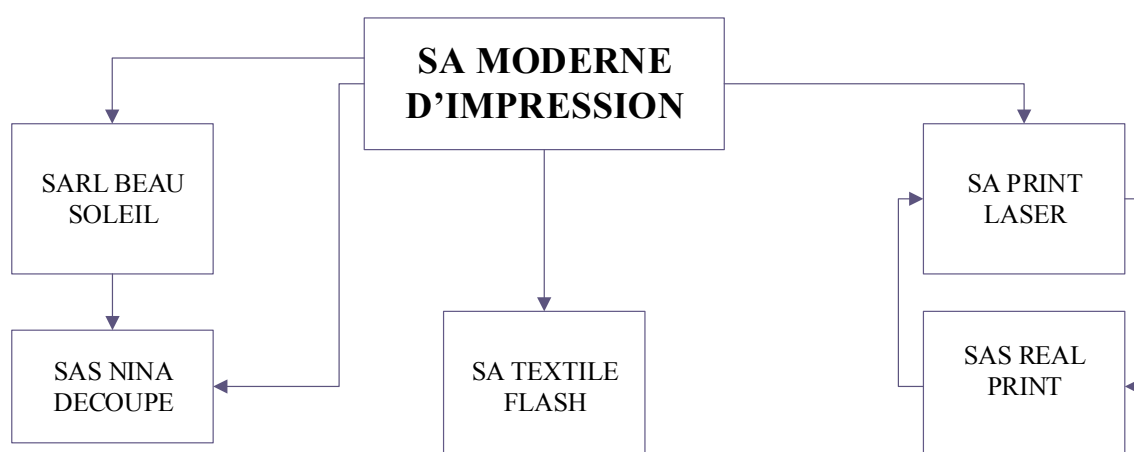 SA MODERNE
D’IMPRESSION
SARL BEAU
SOLEIL
SA PRINT
LASER
SAS NINA
DECOUPE
SA TEXTILE
FLASH
SAS REAL
PRINT